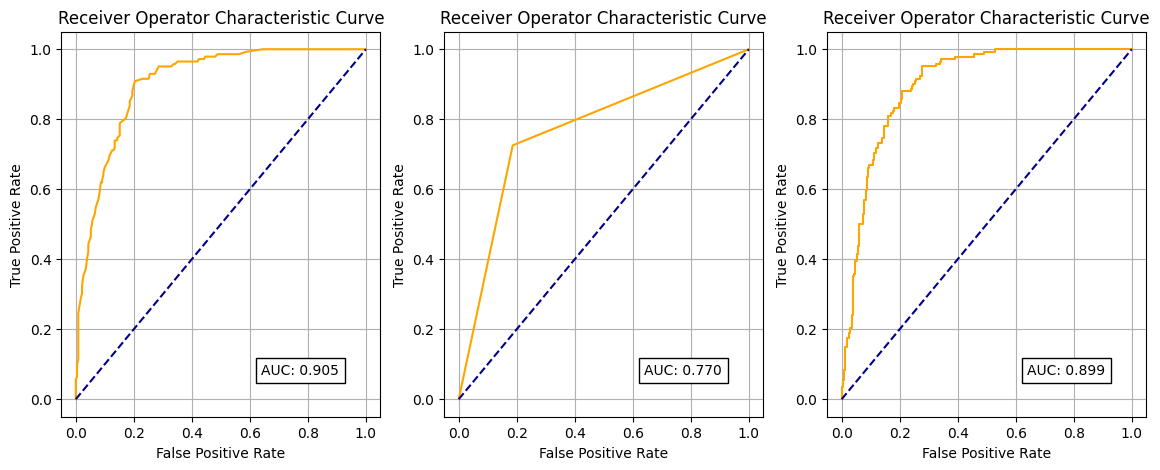 Receiver Operator Characteristic Curve
1.0
0.8
0.6
0.4
0.2
0.0
True Positive Rate
AUC: 0.905
0.0 0.2 0.4 0.6 0.8 1.0
False Positive Rate
Receiver Operator Characteristic Curve
1.0
0.8
0.6
0.4
0.2
0.0
True Positive Rate
AUC: 0.770
0.0 0.2 0.4 0.6 0.8 1.0
False Positive Rate
Receiver Operator Characteristic Curve
1.0
0.8
0.6
0.4
0.2
0.0
True Positive Rate
AUC: 0.899
0.0 0.2 0.4 0.6 0.8 1.0
False Positive Rate